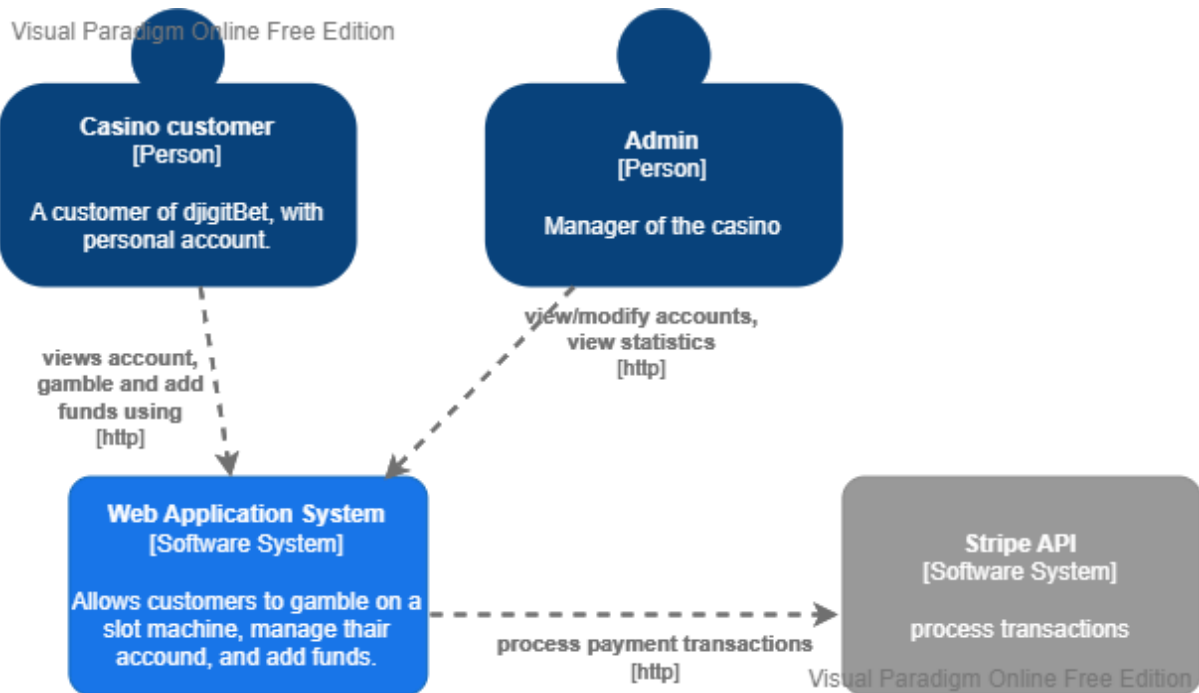 Visual Paradigm Online Free Edition
Casino customer
[Person]
A customer of djigitBet, with
personal account.
Admin
[Person]
Manager of the casino
views account,
gamble and add
funds using
[http]
view/modify accounts,
view statistics
[http]
Web Application System
[Software System]
Allows customers to gamble on a
slot machine, manage thair
accound, and add funds.
process payment transactions
[http]
Stripe API
[Software System]
process transactions
Visual Paradigm Online Free Edition